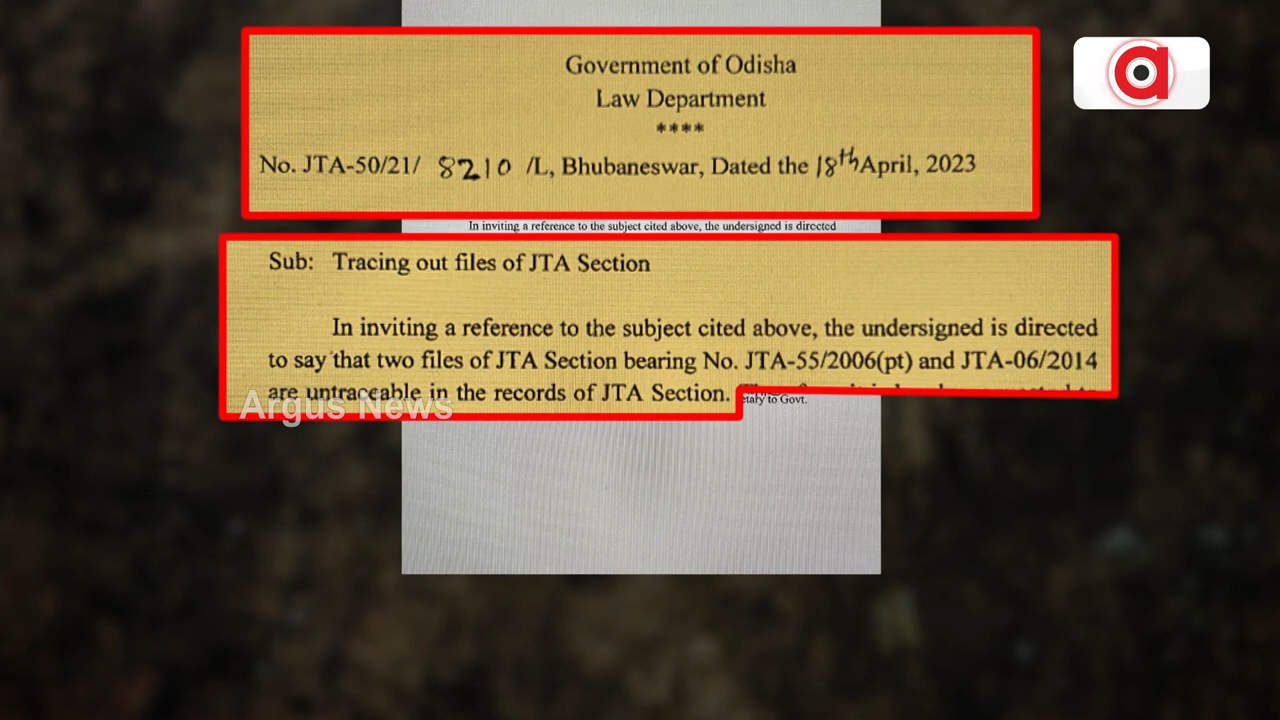 Government of Odisha
Law Department
****
No. JTA-50/21/ 8210 /L, Bhubaneswar, Dated the 18th April, 2023
In inviting a reference to the subject cited above, the undersigned is directed
Sub: Tracing out files of JTA Section
In inviting a reference to the subject cited above, the undersigned is directed
to say that two files of JTA Section bearing No. JTA-55/2006(pt) and JTA-06/2014
are untraceable in the records of JTA Section.
to Govt.
Argus News
a